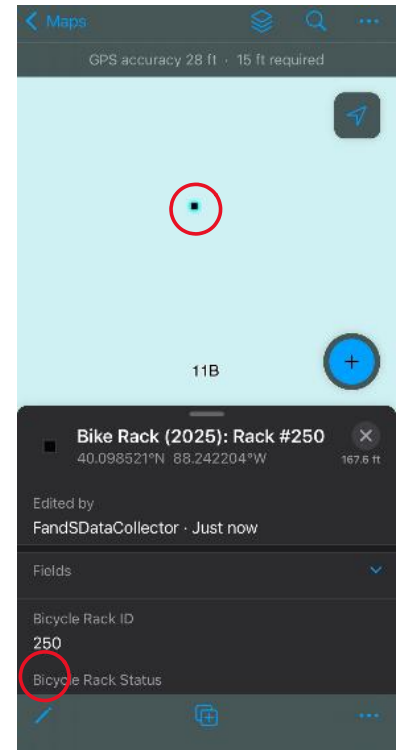 Maps
GPS accuracy 28 ft · 15 ft required
11B
Bike Rack (2025): Rack #250
40.098521°N 88.242204°W
167.6 ft
Edited by
FandSDataCollector · Just now
Fields
Bicycle Rack ID
250
Bicycle Rack Status